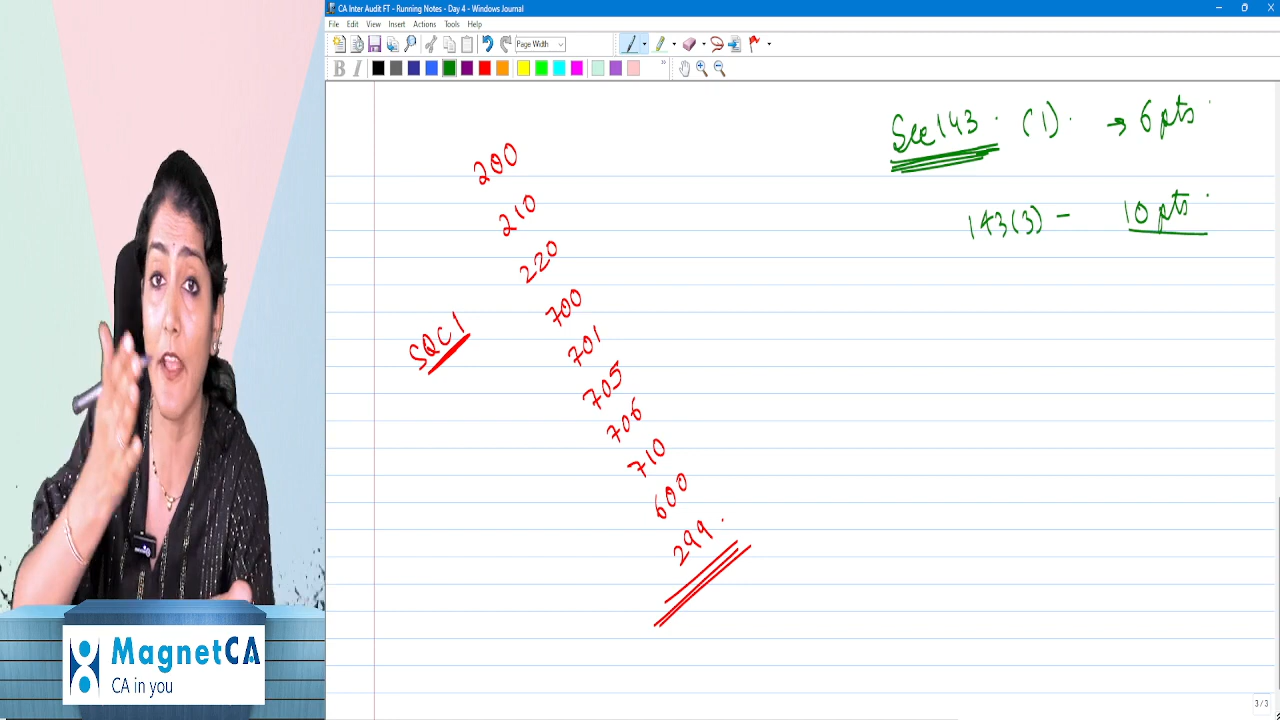 CA Inter Audit FT - Running Notes - Day 4 - Windows Journal
File Edit View Insert Actions Tools Help
Page Width
B I
Sec 143. (1). → 6 pts.
143(3) - 10 pts.
200
210
220
700
SQC 1
701
705
706
710
600
299.
MagnetCA
CA in you
3/3